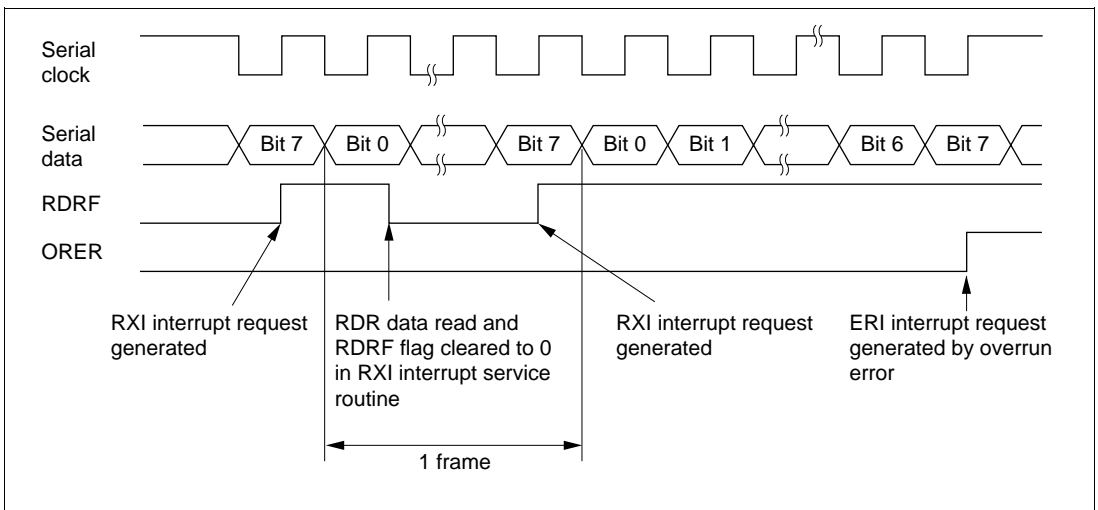 Serial
clock
Serial
data
Bit 7
Bit 0
Bit 7
Bit 0
Bit 1
Bit 6
Bit 7
RDRF
ORER
RXI interrupt request
generated
RDR data read and
RDRF flag cleared to 0
in RXI interrupt service
routine
RXI interrupt request
generated
ERI interrupt request
generated by overrun
error
1 frame